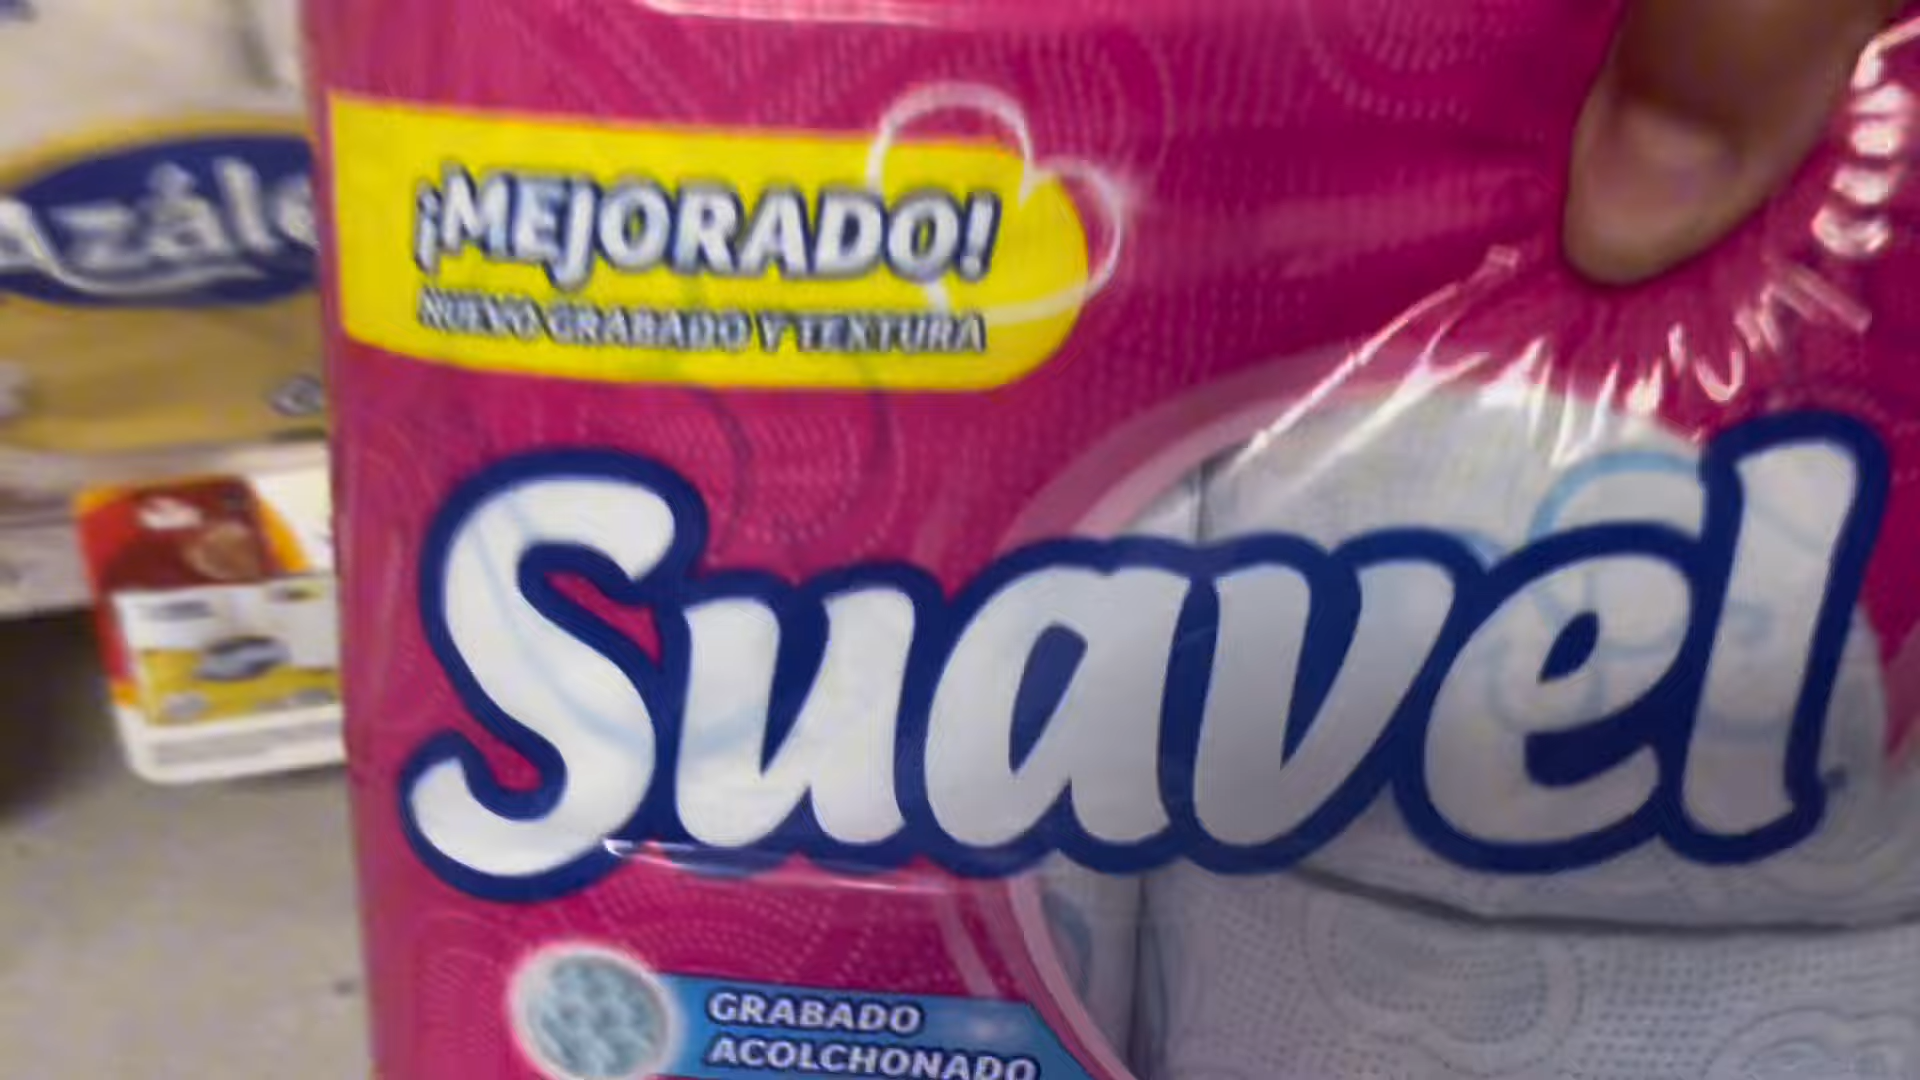 ¡MEJORADO!
NUEVO GRABADO Y TEXTURA
Suavel
GRABADO
ACOLCHONADO